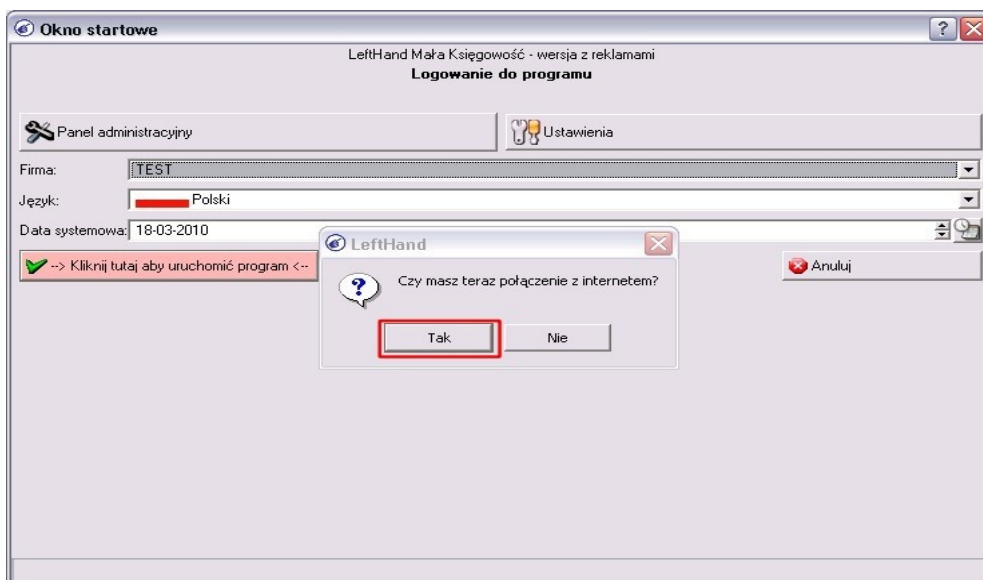 Okno startowe
LeftHand Mała Księgowość - wersja z reklamami
Logowanie do programu
Panel administracyjny
Ustawienia
Firma:
TEST
Język:
Polski
Data systemowa:
18-03-2010
--> Kliknij tutaj aby uruchomić program <--
Anuluj
LeftHand
Czy masz teraz połączenie z internetem?
Tak
Nie